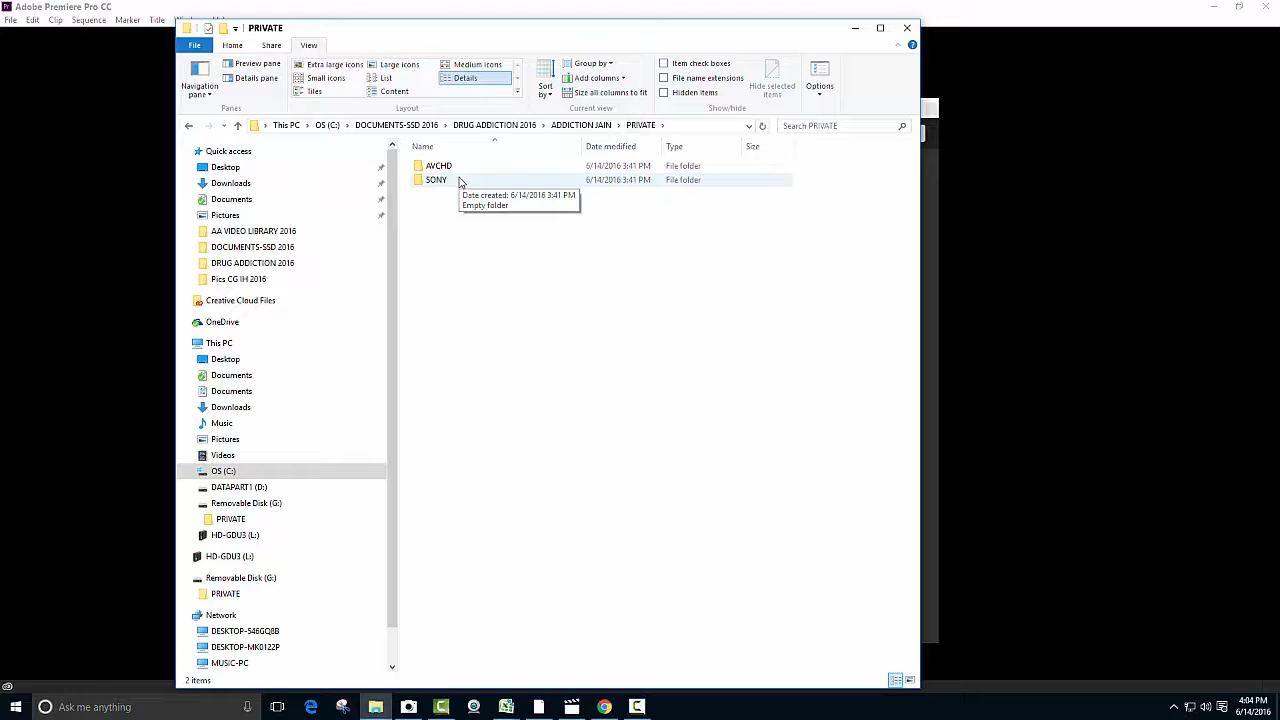 Adobe Premiere Pro CC
File Edit Clip Sequence Marker Title
PRIVATE
File Home Share View
Navigation pane
Preview pane
Details pane
Panes
Extra large icons Large icons Medium icons
Small icons List Details
Tiles Content
Layout
Sort by
Group by
Add columns
Size all columns to fit
Current view
Item check boxes
File name extensions
Hidden items
Hide selected items
Show/hide
Options
This PC OS (C:) DOCUMENTS-SSD 2016 DRUG ADDICTION 2016 ADDICTION JAIN PRIVATE
Search PRIVATE
Name Date modified Type Size
AVCHD 6/14/2016 3:41 PM File folder
SONY 6/14/2016 3:41 PM File folder
Date created: 6/14/2016 3:41 PM
Empty folder
Quick access
Desktop
Downloads
Documents
Pictures
AA VIDEO LIBRARY 2016
DOCUMENTS-SSD 2016
DRUG ADDICTION 2016
Pics CG IH 2016
Creative Cloud Files
OneDrive
This PC
Desktop
Documents
Documents
Downloads
Music
Pictures
Videos
OS (C:)
DATAPART1 (D:)
Removable Disk (G:)
PRIVATE
HD-GDU3 (L:)
HD-GDU3 (L:)
Removable Disk (G:)
PRIVATE
Network
DESKTOP-546GQ8B
DESKTOP-MK0122P
MUSIC-PC
2 items
Ask me anything
4:04 PM
6/14/2016